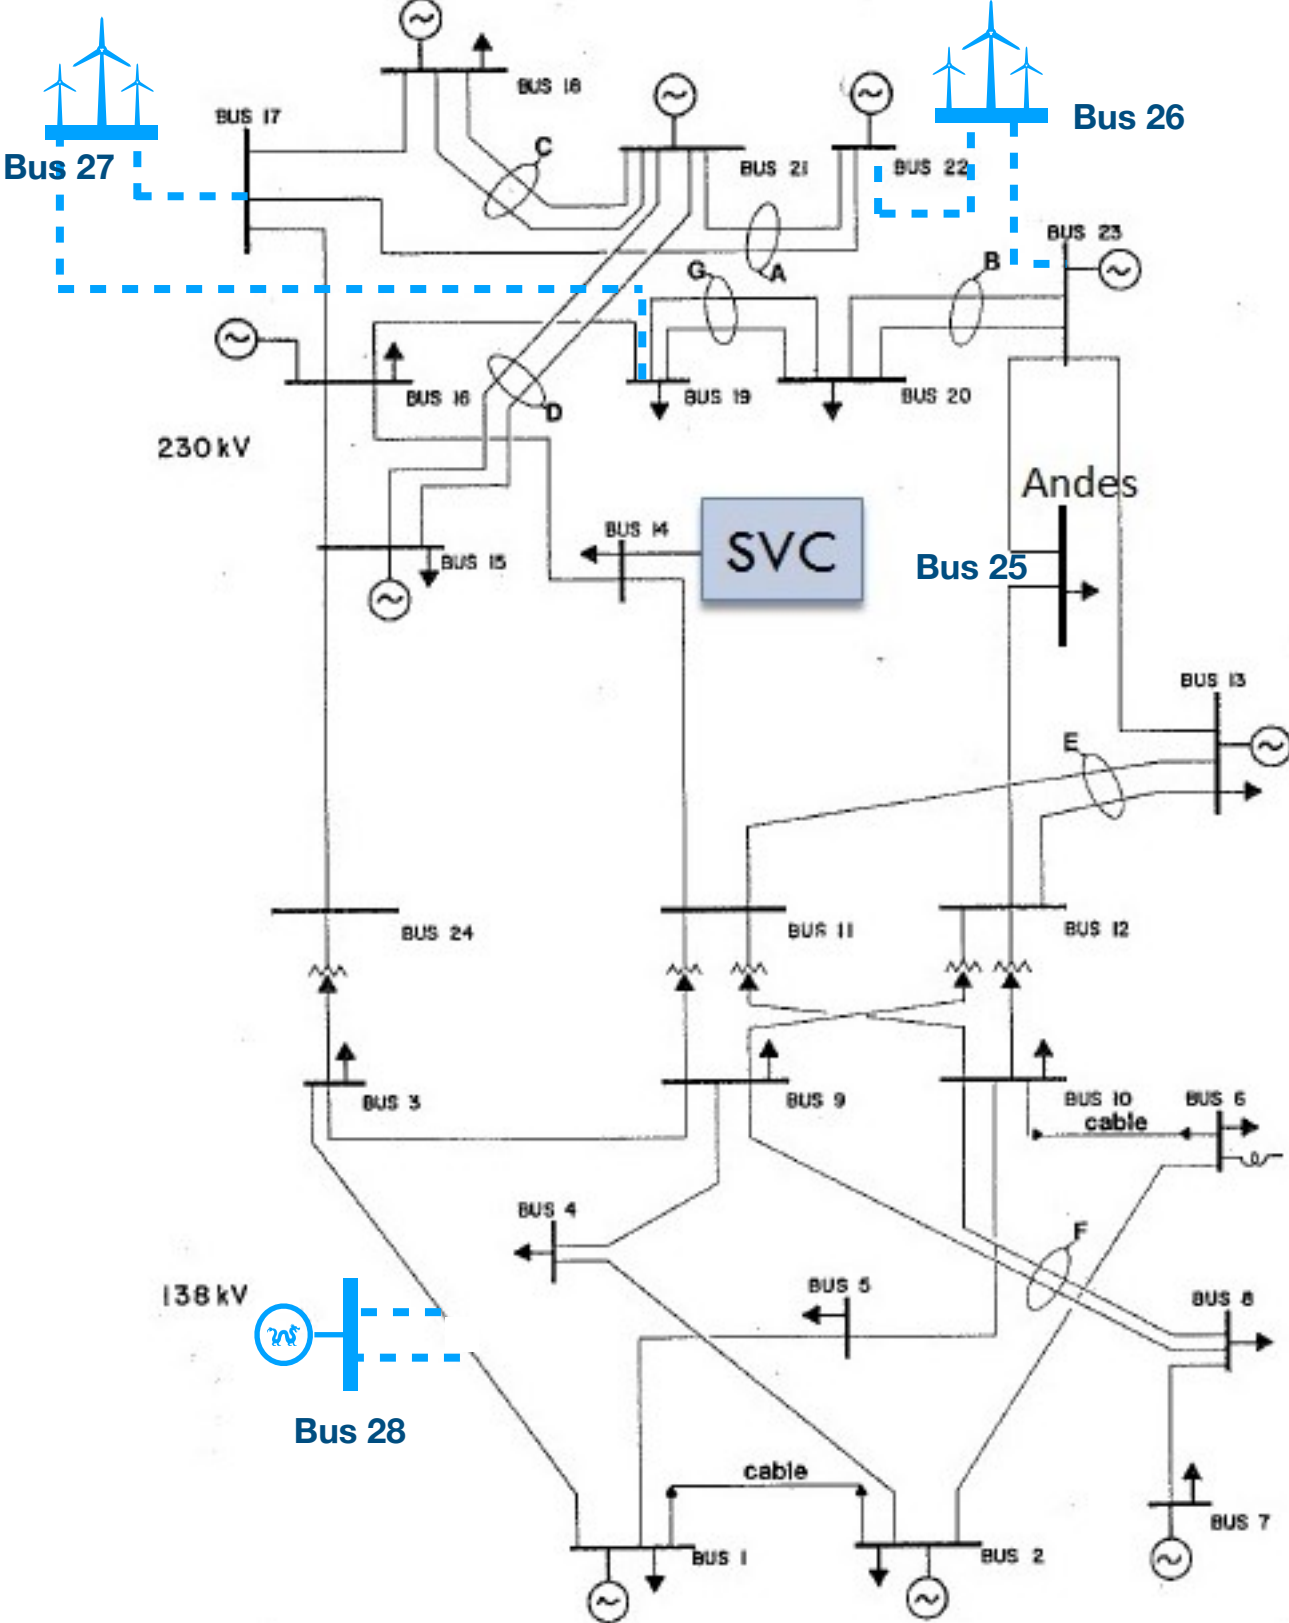 BUS 18
BUS 17
Bus 27
C
BUS 21
BUS 22
Bus 26
BUS 23
A
G
B
BUS 16
D
BUS 19
BUS 20
230 kV
Andes
BUS 14
SVC
BUS 15
Bus 25
BUS 13
E
BUS 24
BUS 11
BUS 12
BUS 3
BUS 9
BUS 10
BUS 6
cable
BUS 4
F
138 kV
BUS 5
BUS 8
Bus 28
cable
BUS 7
BUS 1
BUS 2